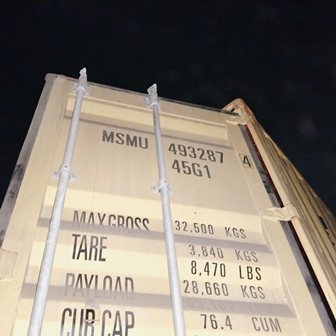 MSMU 493287 4
45G1
MAX.GROSS 32,500 KGS
TARE 3,840 KGS
8,470 LBS
PAYLOAD 28,660 KGS
CUB.CAP. 76.4 CUM